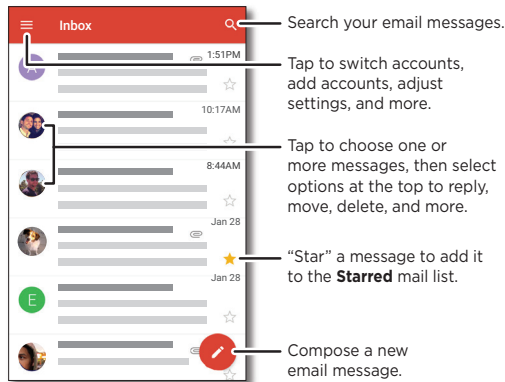 Inbox
Search your email messages.
1:51PM
A
Tap to switch accounts,
add accounts, adjust
settings, and more.
10:17AM
Tap to choose one or
more messages, then select
options at the top to reply,
move, delete, and more.
8:44AM
Jan 28
“Star” a message to add it
to the Starred mail list.
Jan 28
E
Compose a new
email message.